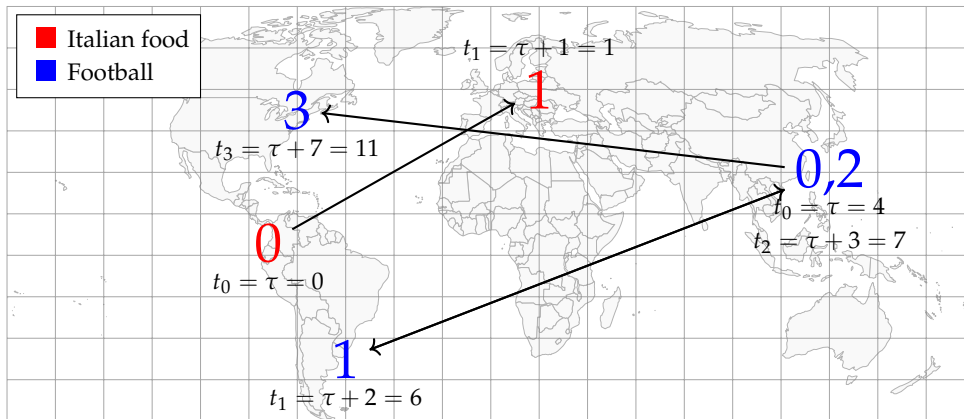 Italian food
Football
t₁ = τ + 1 = 1
1
3
t₃ = τ + 7 = 11
0,2
t₀ = τ = 4
t₂ = τ + 3 = 7
0
t₀ = τ = 0
1
t₁ = τ + 2 = 6